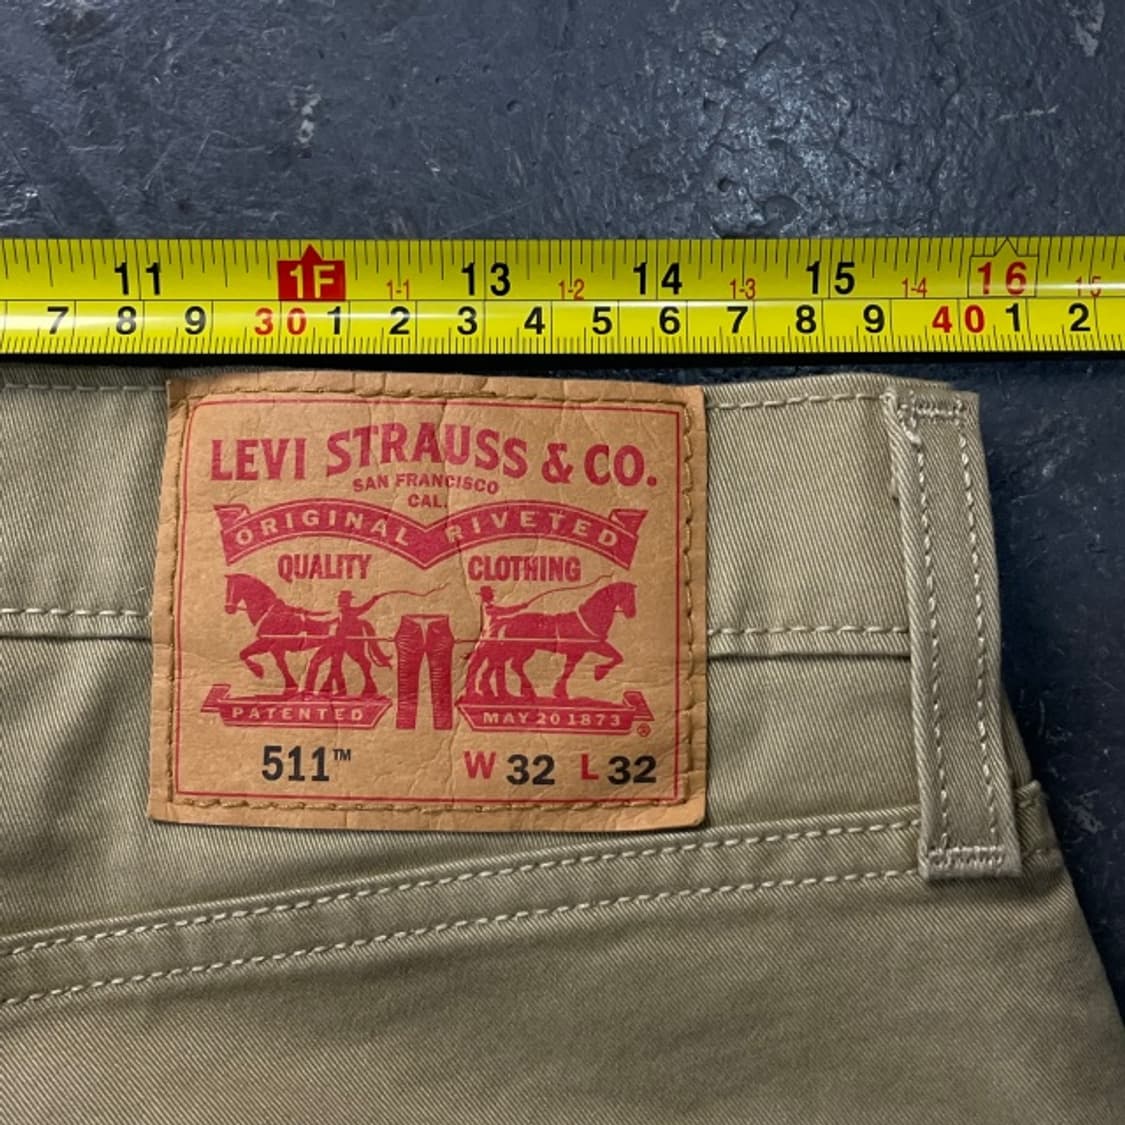 11 1F 1-1 13 1-2 14 1-3 15 1-4 16 1-5
7 8 9 30 1 2 3 4 5 6 7 8 9 40 1 2
LEVI STRAUSS & CO.
SAN FRANCISCO
CAL.
ORIGINAL RIVETED
QUALITY CLOTHING
PATENTED MAY 20 1873 ®
511™ W 32 L 32